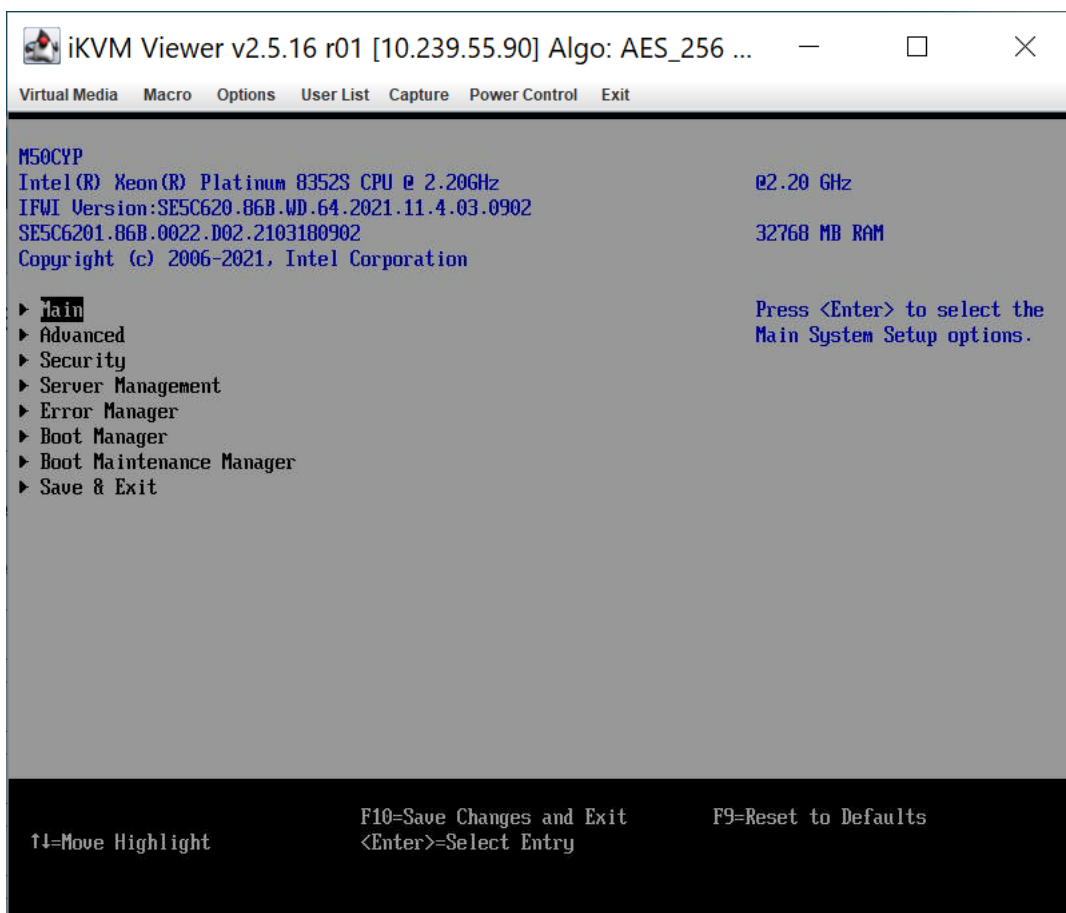 iKVM Viewer v2.5.16 r01 [10.239.55.90] Algo: AES_256 ...
Virtual Media Macro Options User List Capture Power Control Exit
M50CYP
Intel(R) Xeon(R) Platinum 8352S CPU @ 2.20GHz @2.20 GHz
IFWI Version:SE5C620.86B.WD.64.2021.11.4.03.0902
SE5C6201.86B.0022.D02.2103180902 32768 MB RAM
Copyright (c) 2006-2021, Intel Corporation
▶ Main Press <Enter> to select the
▶ Advanced Main System Setup options.
▶ Security
▶ Server Management
▶ Error Manager
▶ Boot Manager
▶ Boot Maintenance Manager
▶ Save & Exit
F10=Save Changes and Exit F9=Reset to Defaults
↑↓=Move Highlight <Enter>=Select Entry